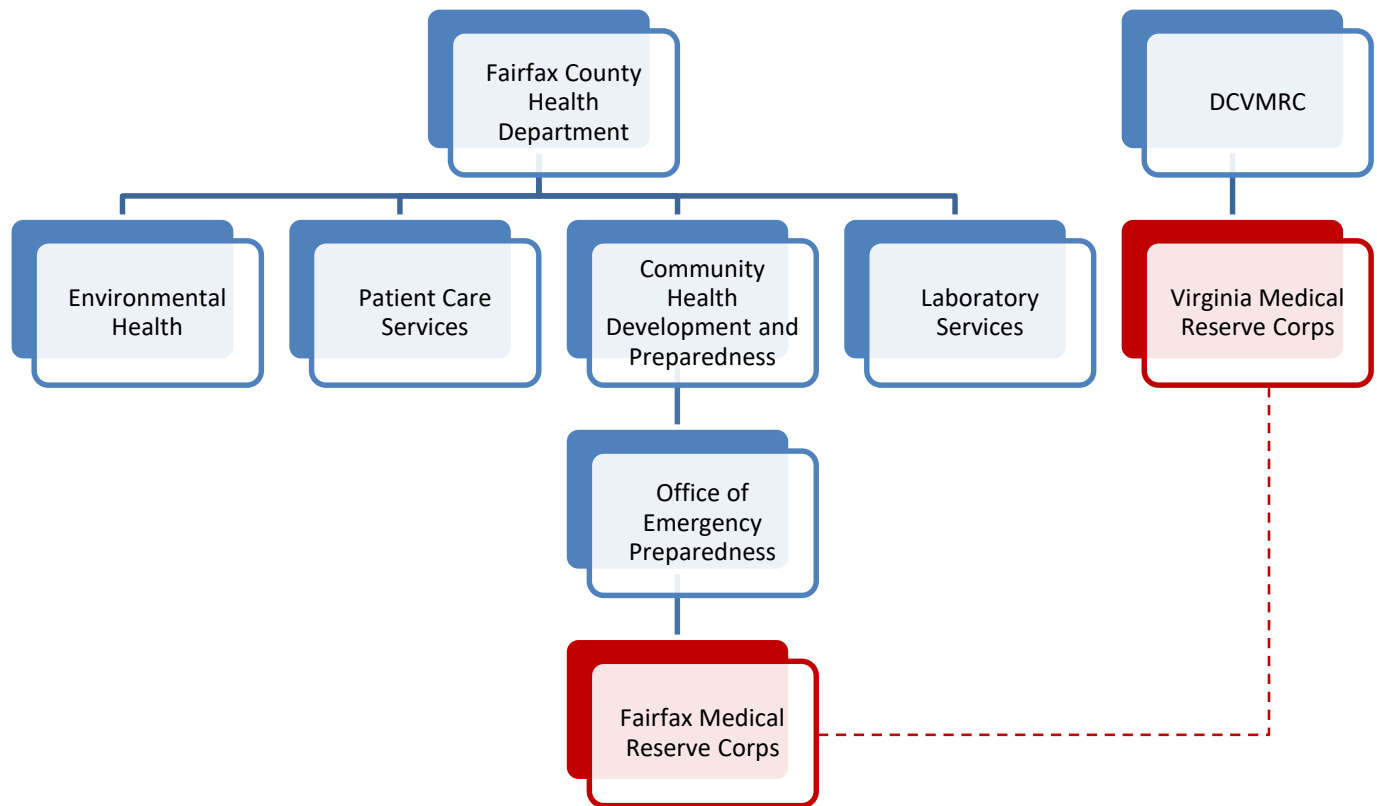 Fairfax County
Health
Department
DCVMRC
Environmental
Health
Patient Care
Services
Community
Health
Development and
Preparedness
Laboratory
Services
Virginia Medical
Reserve Corps
Office of
Emergency
Preparedness
Fairfax Medical
Reserve Corps